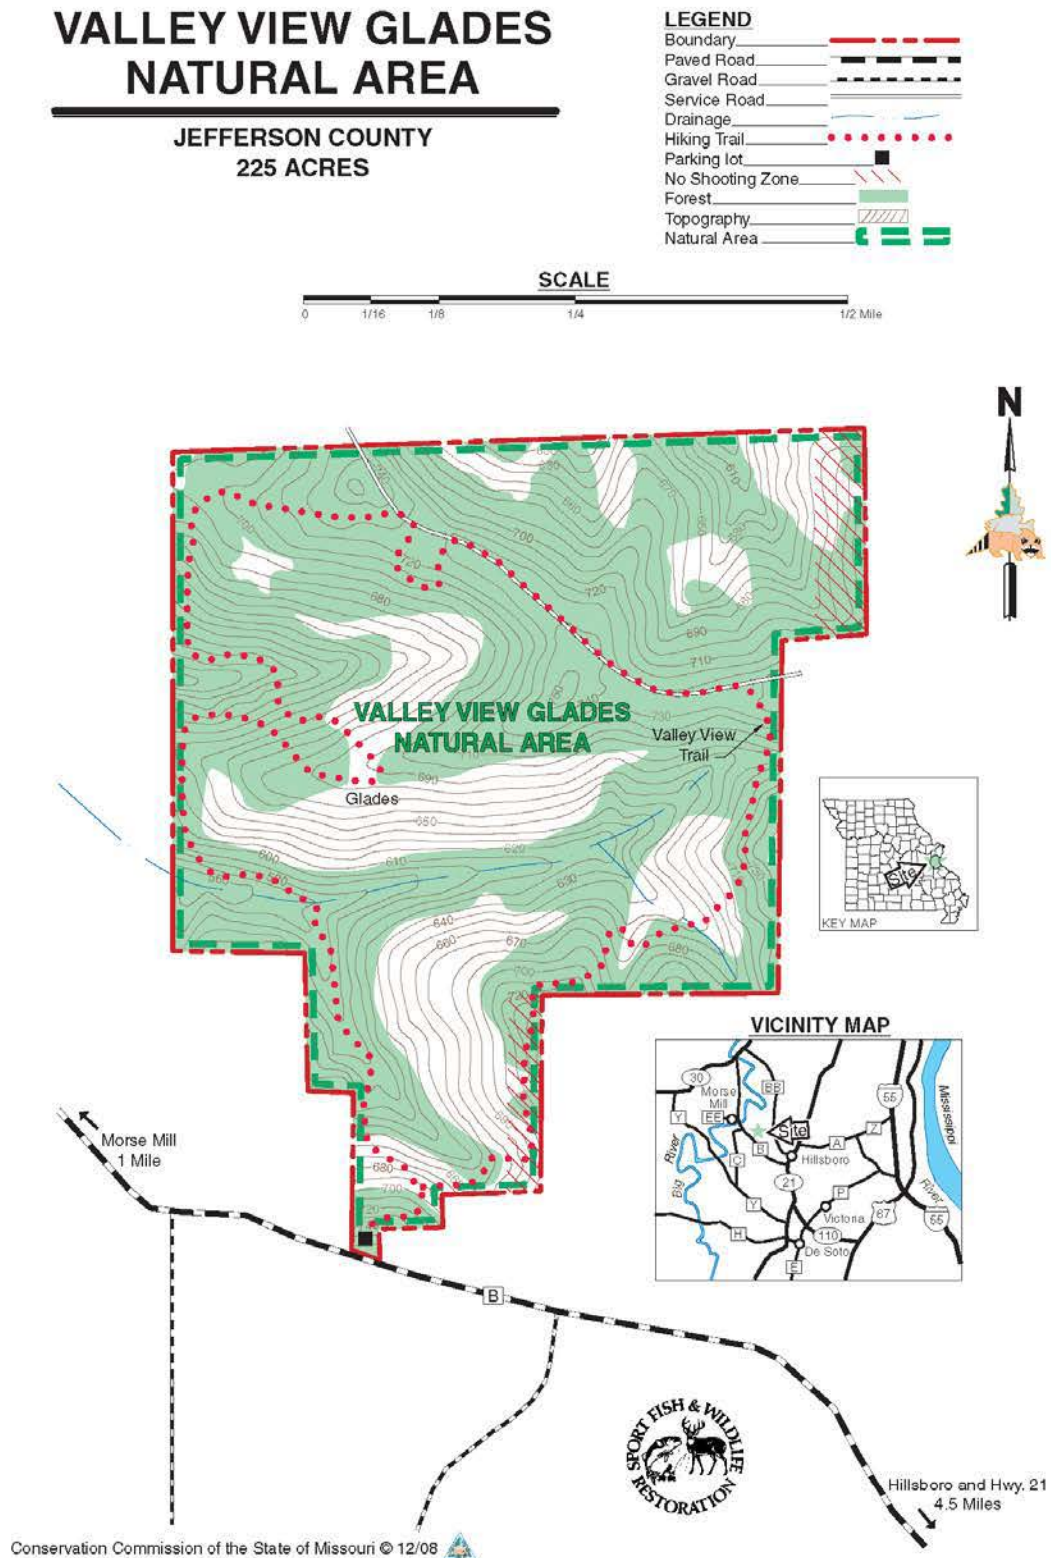 VALLEY VIEW GLADES
NATURAL AREA
JEFFERSON COUNTY
225 ACRES
LEGEND
Boundary
Paved Road
Gravel Road
Service Road
Drainage
Hiking Trail
Parking lot
No Shooting Zone
Forest
Topography
Natural Area
SCALE
0 1/16 1/8 1/4 1/2 Mile
N
700
720
680
700
660
670
610
720
690
710
730
VALLEY VIEW GLADES
NATURAL AREA
Valley View
Trail
690
Glades
650
620
610
600
560
630
640
660
670
680
700
720
680
700
Site
KEY MAP
VICINITY MAP
30
Morse
Mill
BB
EE
Y
55
Mississippi
River
Site
B
A
Z
C
Hillsboro
River
Big
21
P
Y
Victoria
67
55
H
110
De Soto
E
Morse Mill
1 Mile
B
SPORT FISH & WILDLIFE
RESTORATION
Hillsboro and Hwy. 21
4.5 Miles
Conservation Commission of the State of Missouri © 12/08